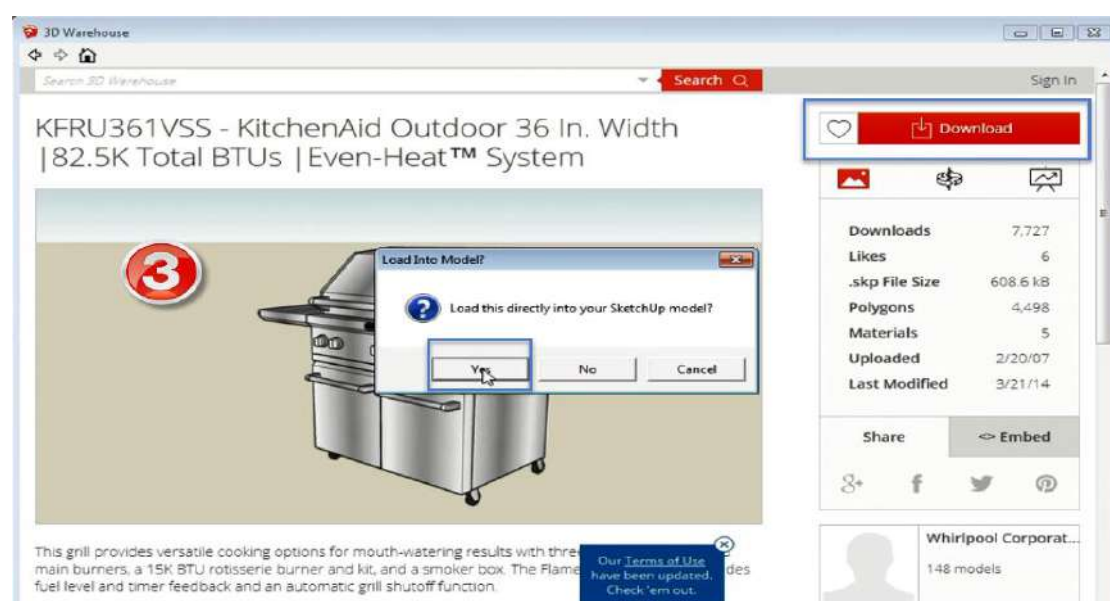 3D Warehouse
Search 3D Warehouse
Search
Sign In
KFRU361VSS - KitchenAid Outdoor 36 In. Width
|82.5K Total BTUs |Even-Heat™ System
Download
3
Load Into Model?
Load this directly into your SketchUp model?
Yes
No
Cancel
Downloads 7,727
Likes 6
.skp File Size 608.6 kB
Polygons 4,498
Materials 5
Uploaded 2/20/07
Last Modified 3/21/14
Share
<> Embed
This grill provides versatile cooking options for mouth-watering results with three
main burners, a 15K BTU rotisserie burner and kit, and a smoker box. The Flame
fuel level and timer feedback and an automatic grill shutoff function.
Our Terms of Use
have been updated.
Check 'em out.
Whirlpool Corporat...
148 models